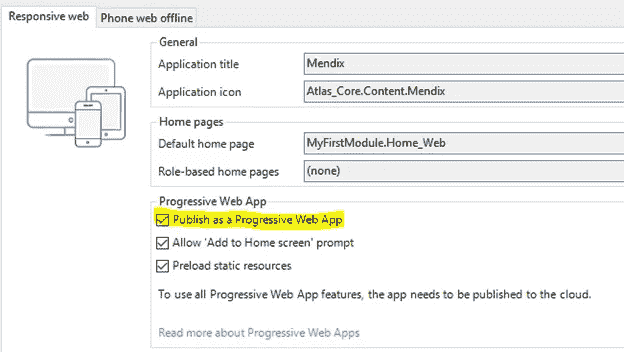 Responsive web Phone web offline
General
Application title Mendix
Application icon Atlas_Core.Content.Mendix
Home pages
Default home page MyFirstModule.Home_Web
Role-based home pages (none)
Progressive Web App
Publish as a Progressive Web App
Allow 'Add to Home screen' prompt
Preload static resources
To use all Progressive Web App features, the app needs to be published to the cloud.
Read more about Progressive Web Apps